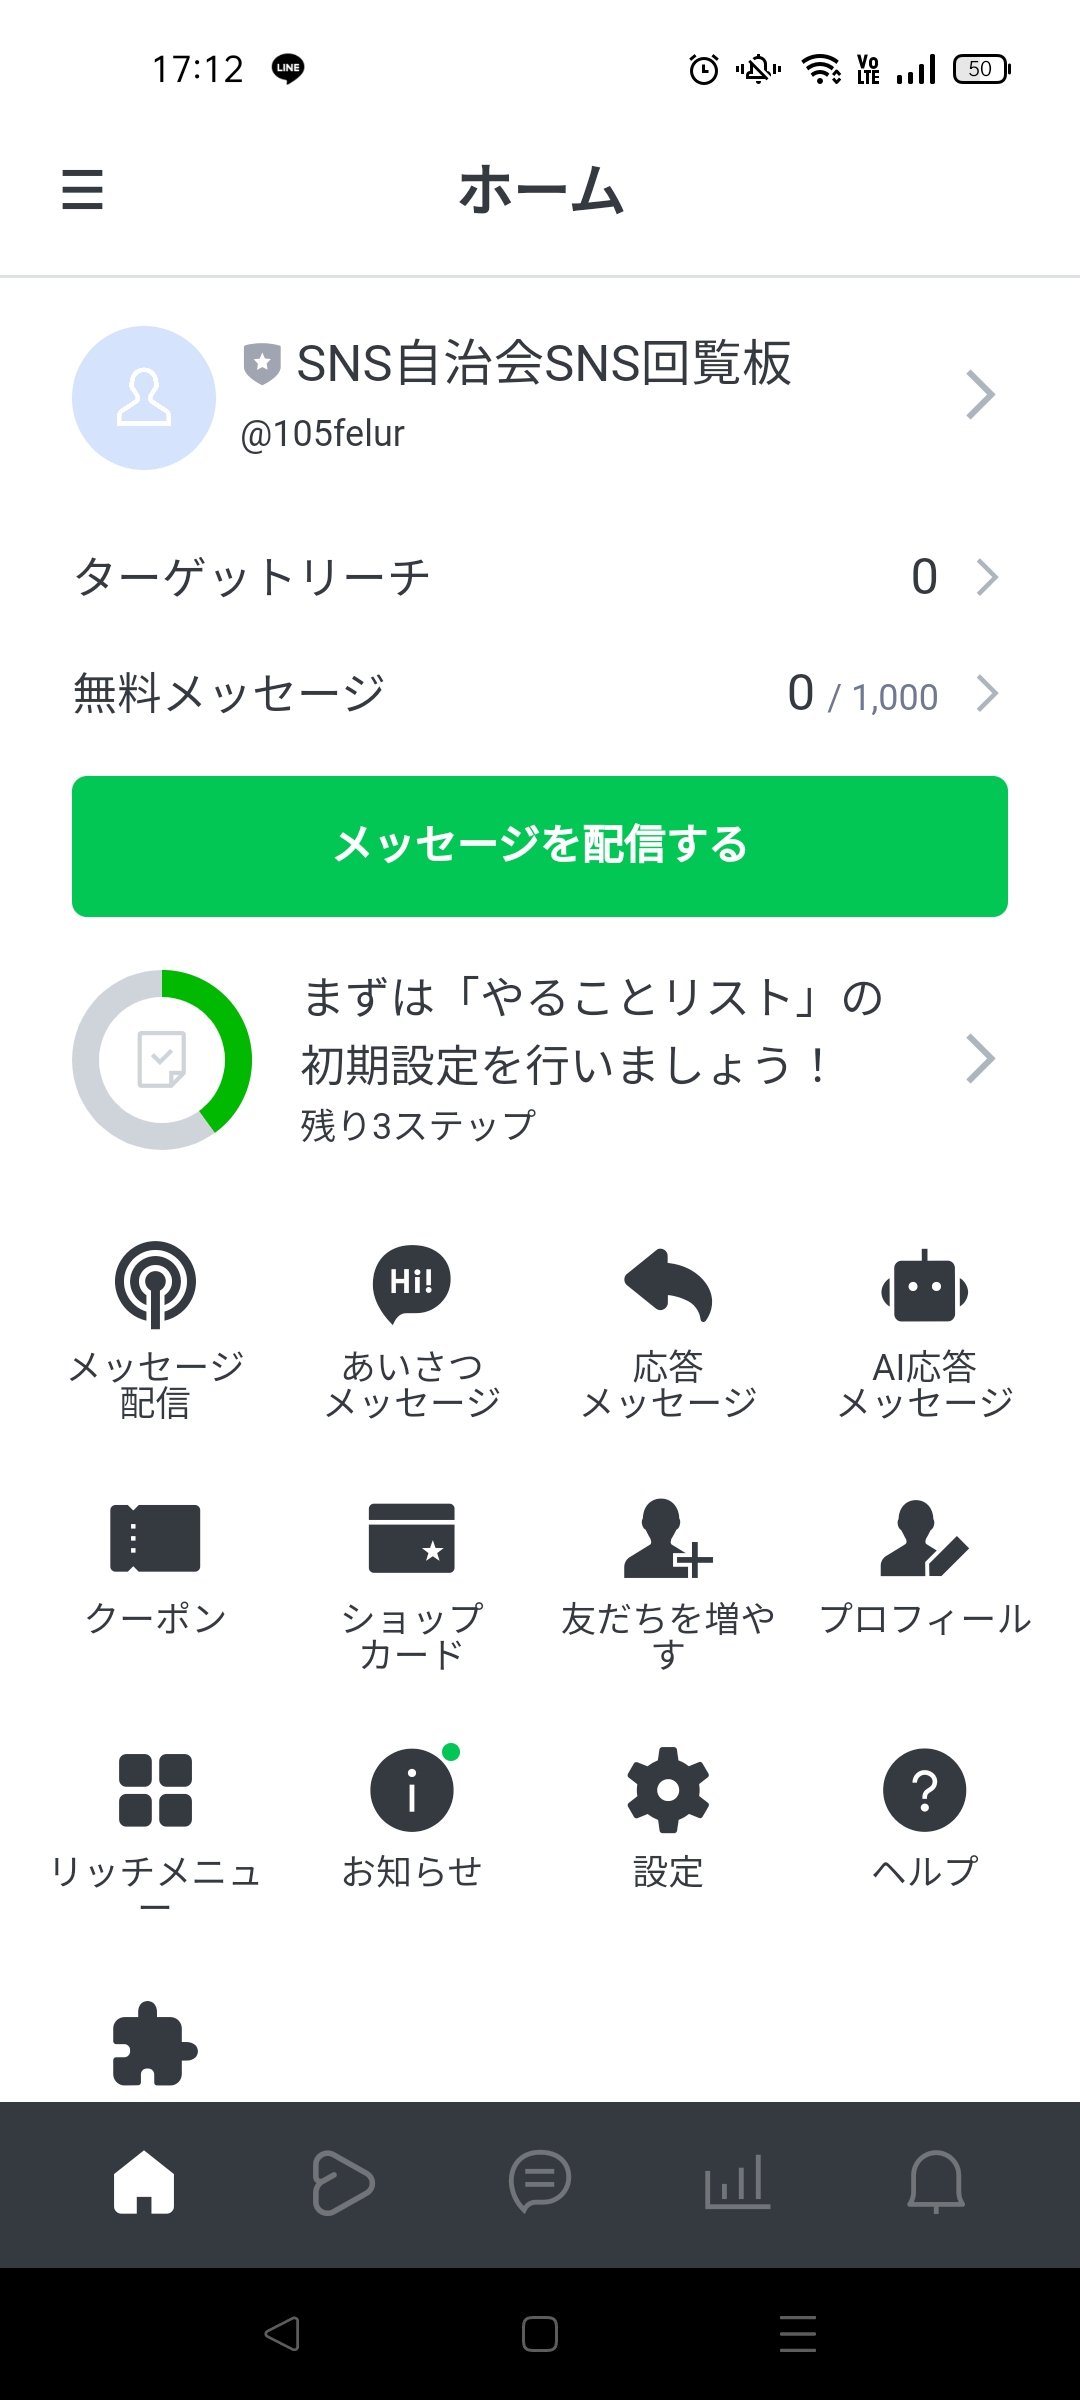 17:12 LINE Vo LTE 50
ホーム
SNS自治会SNS回覧板
@105felur
ターゲットリーチ 0
無料メッセージ 0 / 1,000
メッセージを配信する
まずは「やることリスト」の
初期設定を行いましょう！
残り3ステップ
Hi!
メッセージ
配信
あいさつ
メッセージ
応答
メッセージ
AI応答
メッセージ
クーポン
ショップ
カード
友だちを増や
す
プロフィール
リッチメニュ
ー
お知らせ
設定
ヘルプ